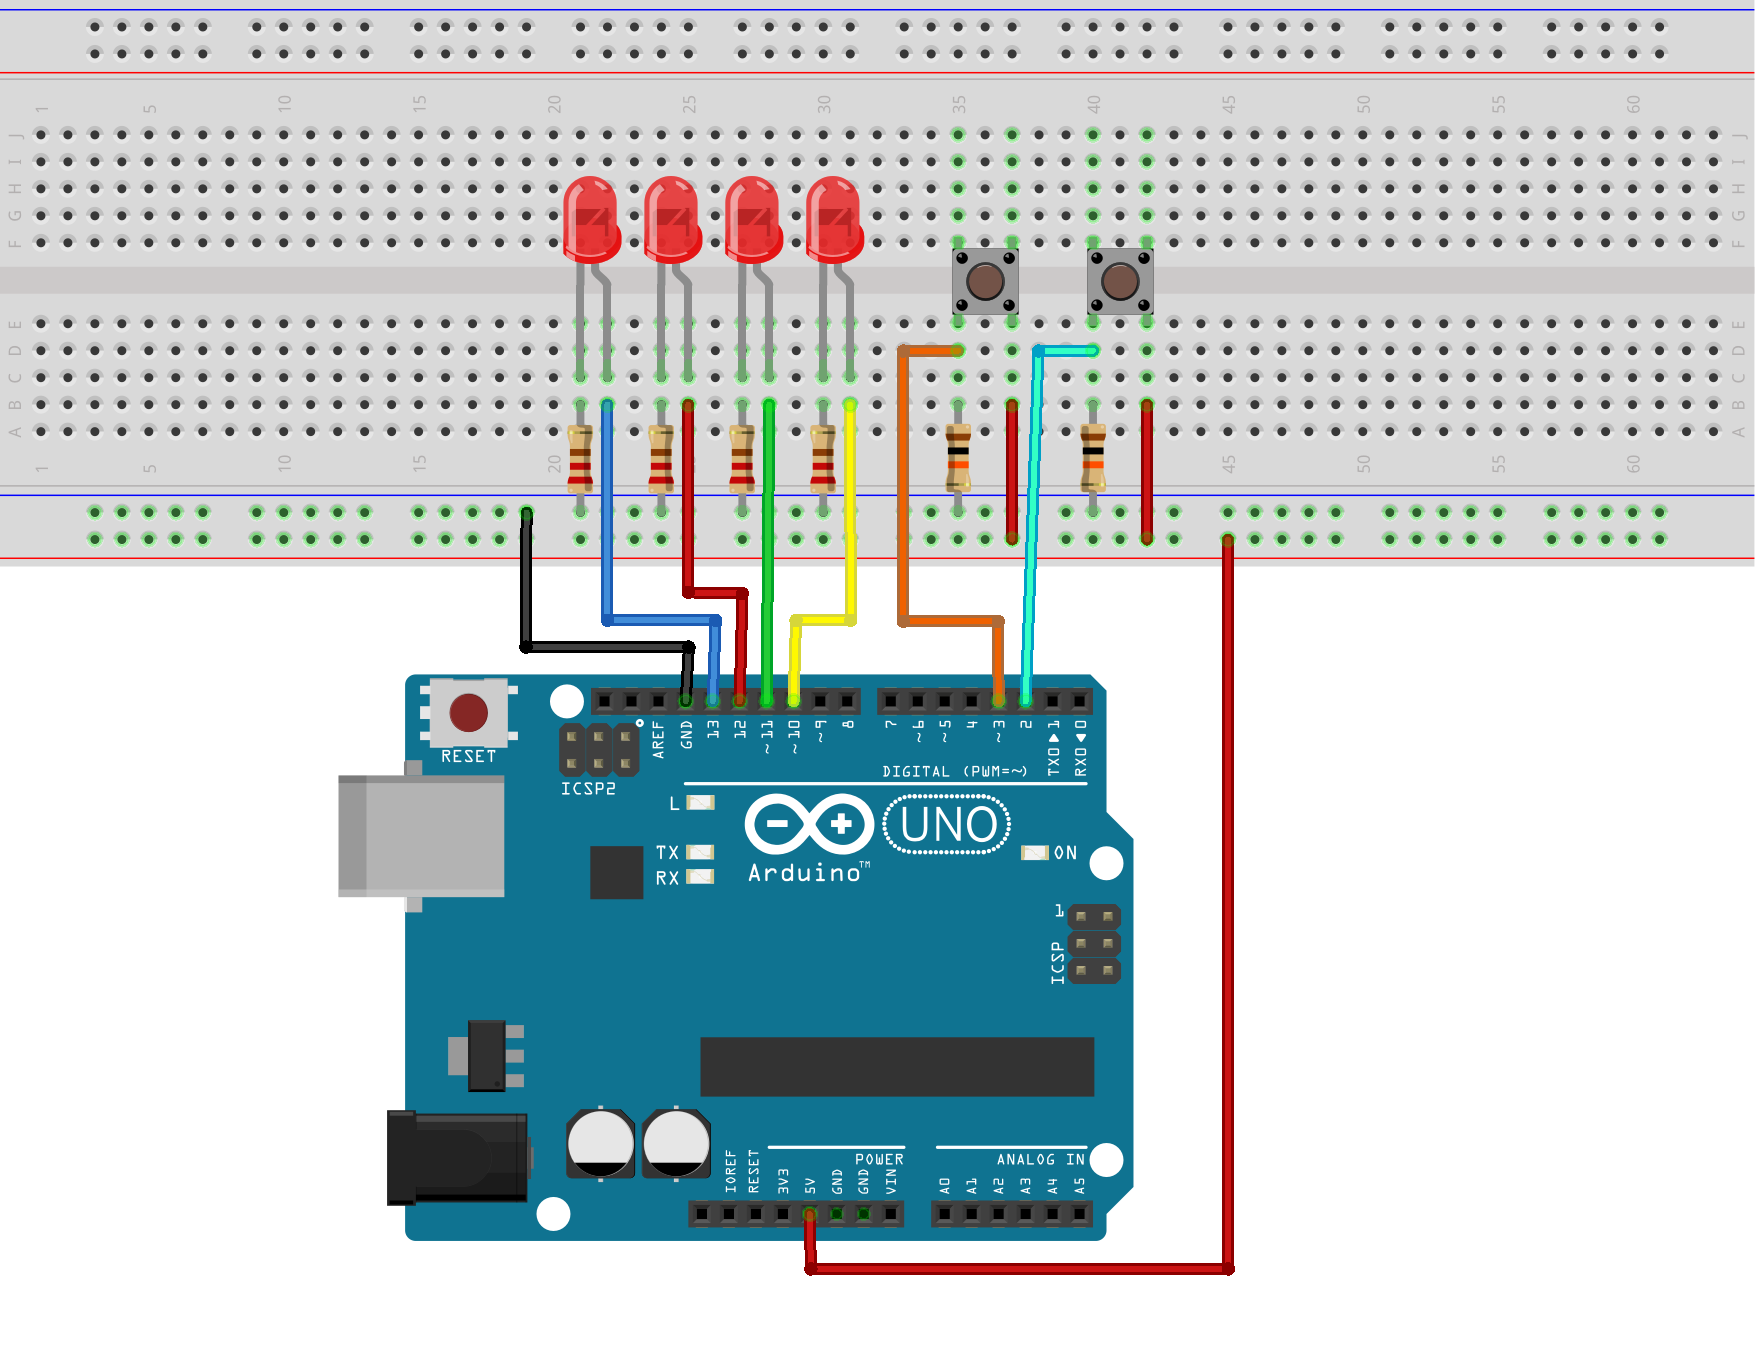 1 5 10 15 20 25 30 35 40 45 50 55 60
J J
I I
H H
G G
F F
E E
D D
C C
B B
A A
1 5 10 15 20 45 50 55 60
RESET
ICSP2
AREF GND 13 12 ~11 ~10 ~9 8 7 ~6 ~5 4 ~3 2 TX0▶1 RX0◀0
DIGITAL (PWM=~)
L
TX
RX
UNO
Arduino™
ON
1
ICSP
POWER
ANALOG IN
IOREF RESET 3V3 5V GND GND VIN A0 A1 A2 A3 A4 A5